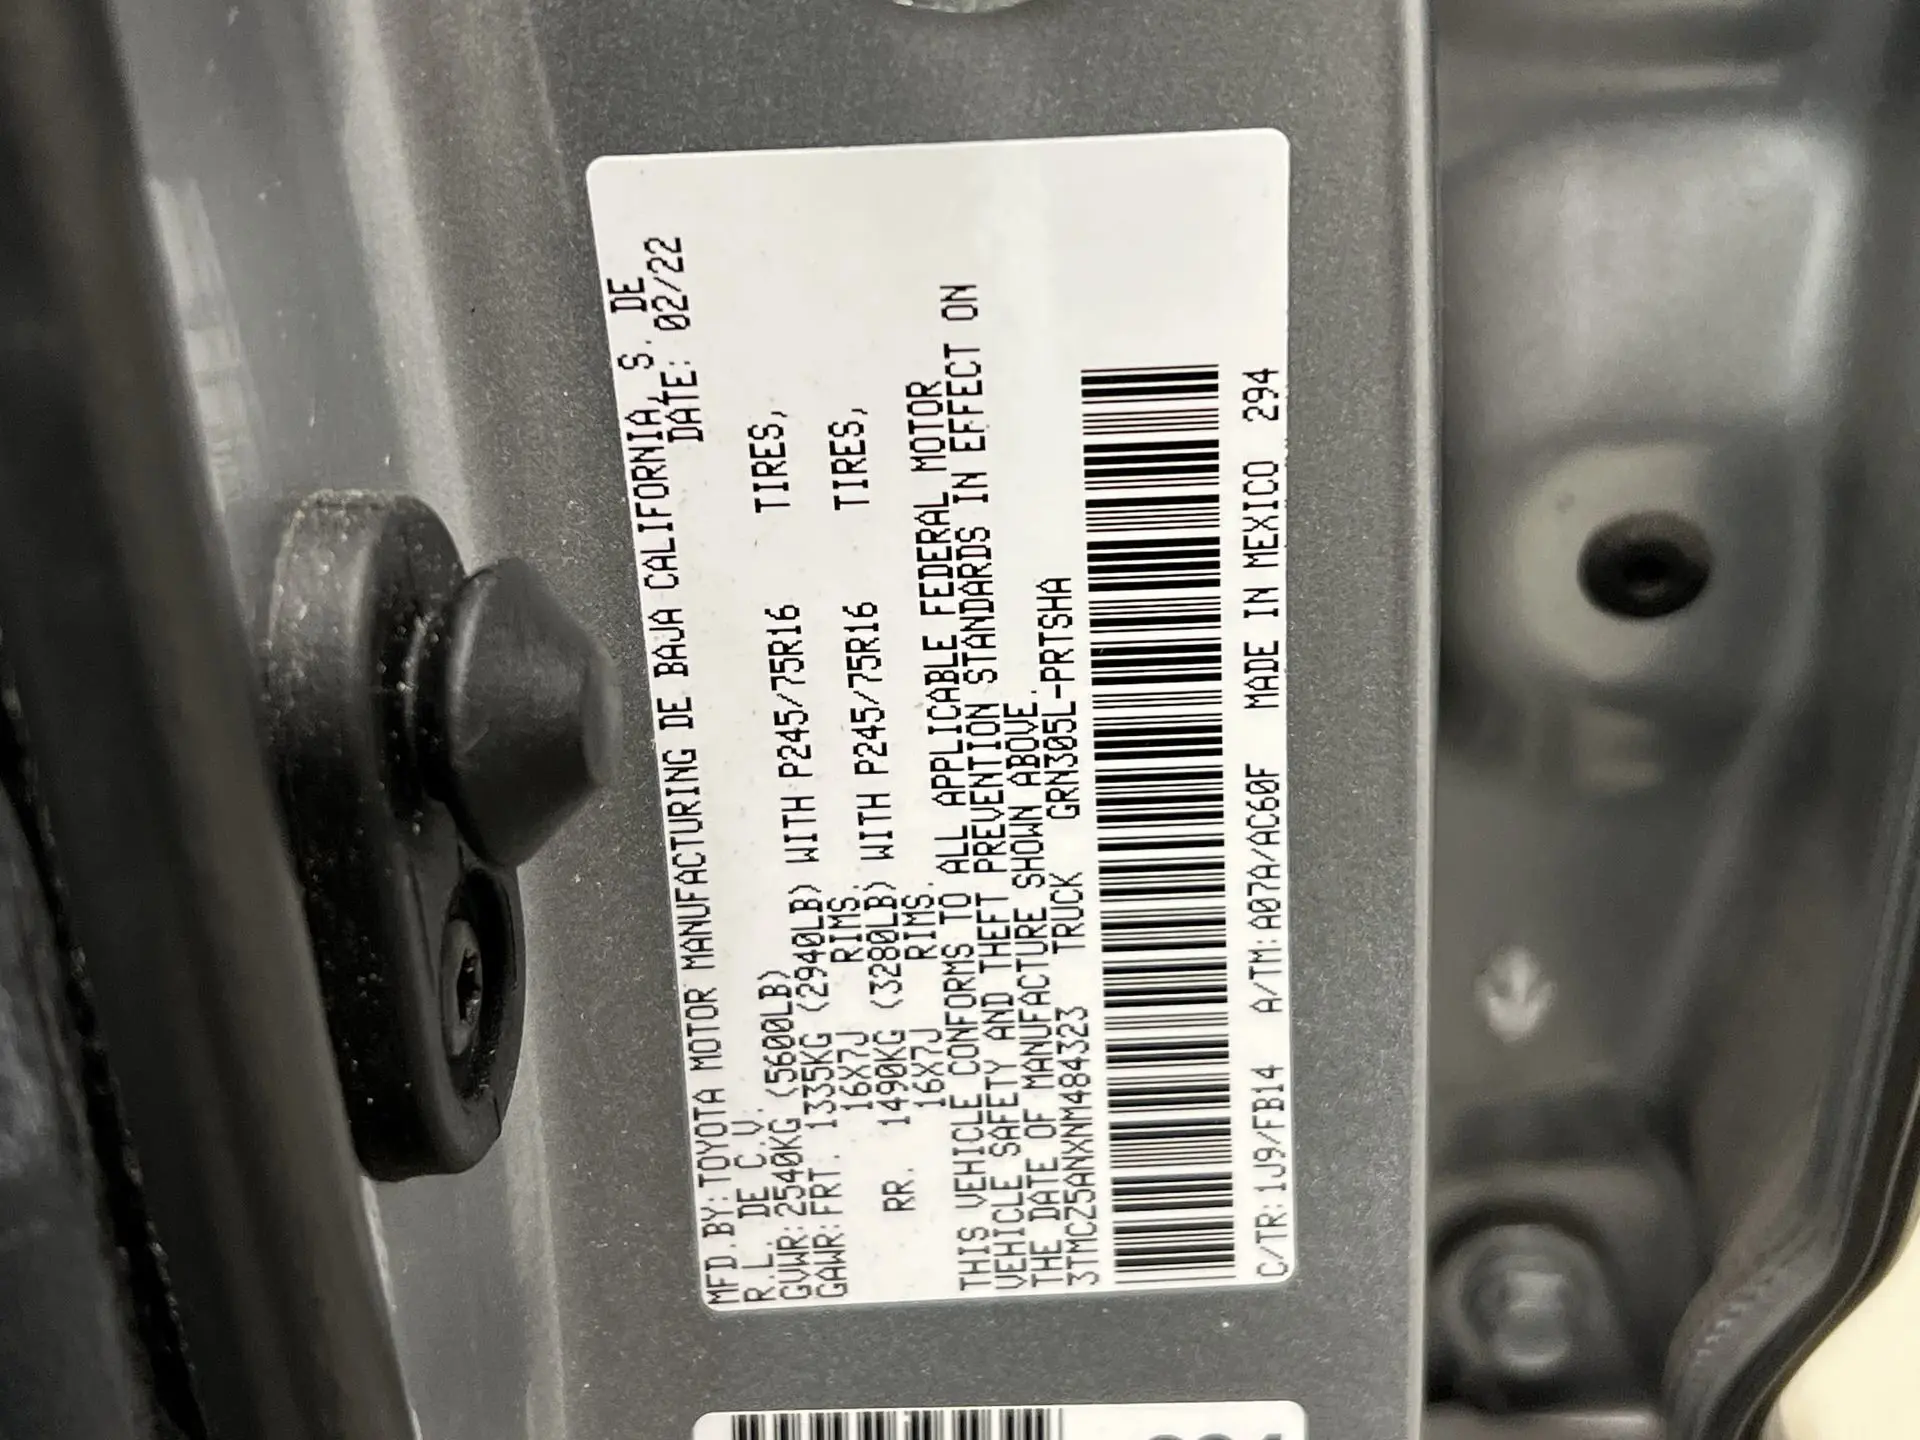 MFD.BY:TOYOTA MOTOR MANUFACTURING DE BAJA CALIFORNIA, S. DE
R.L. DE C.V. DATE: 02/22
GVWR:2540KG (5600LB)
GAWR:FRT. 1335KG (2940LB) WITH P245/75R16 TIRES,
16X7J RIMS.
RR. 1490KG (3280LB) WITH P245/75R16 TIRES,
16X7J RIMS.
THIS VEHICLE CONFORMS TO ALL APPLICABLE FEDERAL MOTOR
VEHICLE SAFETY AND THEFT PREVENTION STANDARDS IN EFFECT ON
THE DATE OF MANUFACTURE SHOWN ABOVE.
3TMCZ5ANXNM484323 TRUCK GRN305L-PRTSHA
C/TR:1J9/FB14 A/TM:A07A/AC60F MADE IN MEXICO 294